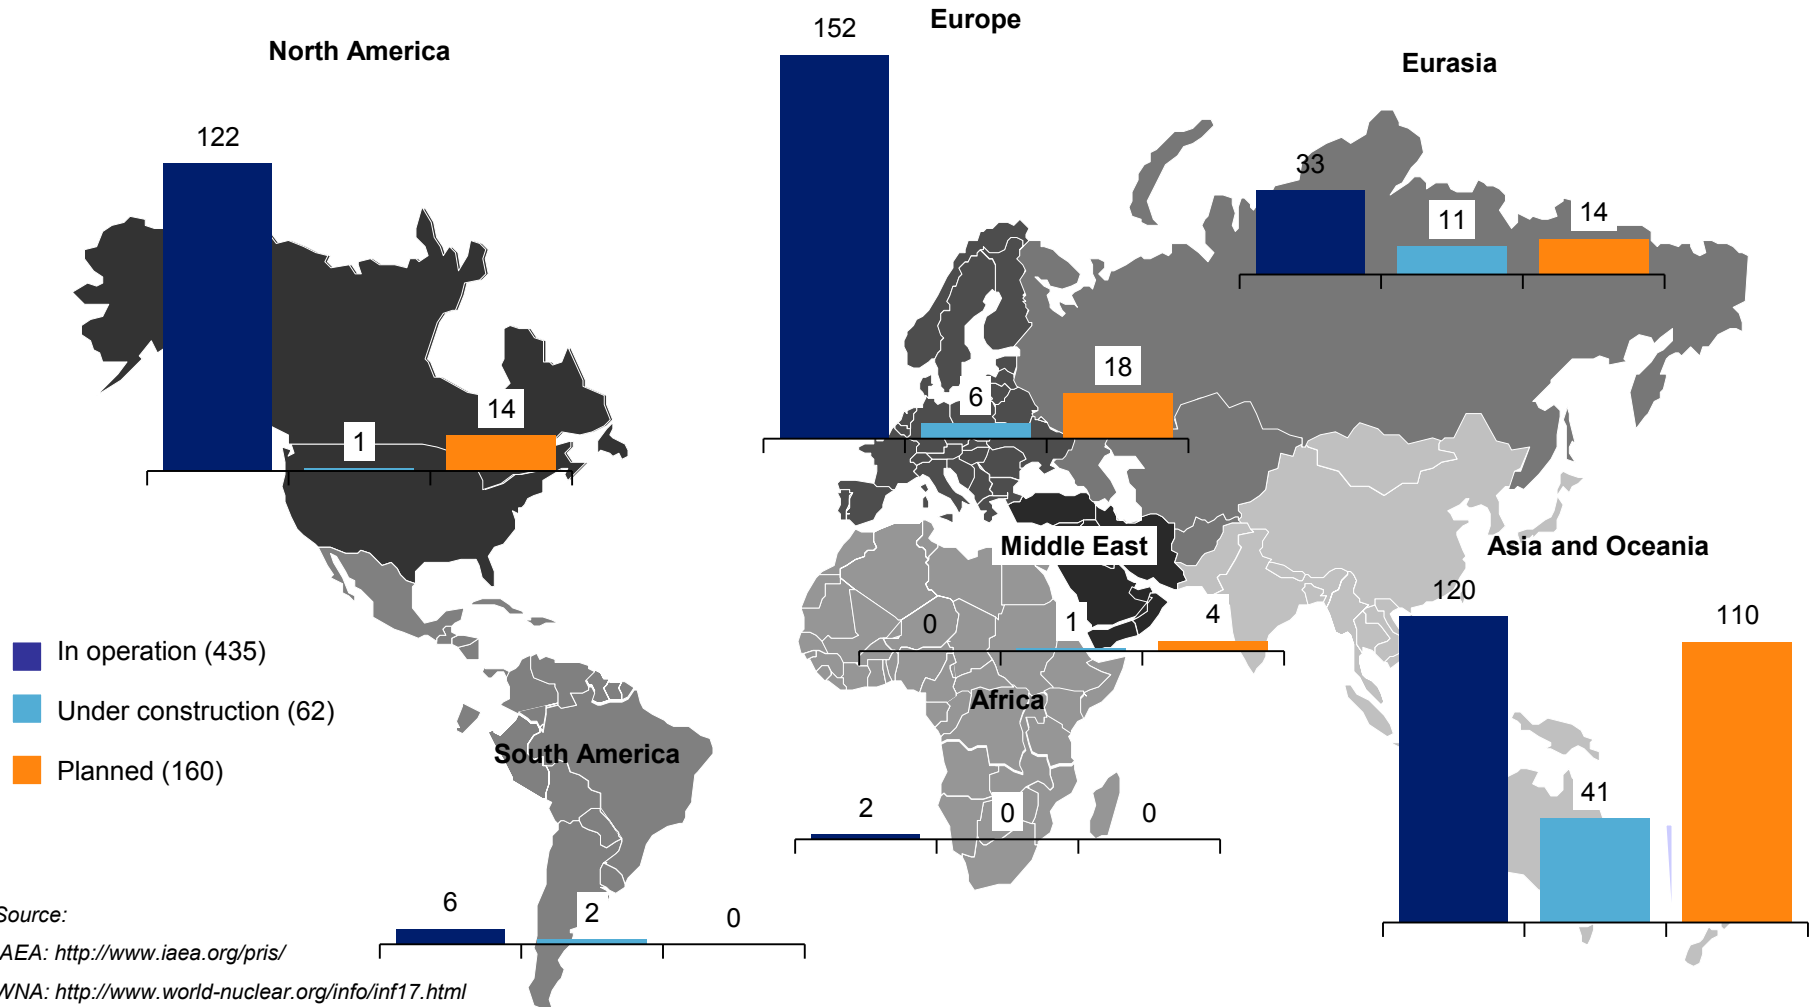 North America
122
1
14
Europe
152
6
18
Eurasia
33
11
14
Middle East
0
1
4
Asia and Oceania
120
41
110
Africa
2
0
0
South America
6
2
0
In operation (435)
Under construction (62)
Planned (160)
Source:
AEA: http://www.iaea.org/pris/
WNA: http://www.world-nuclear.org/info/inf17.html